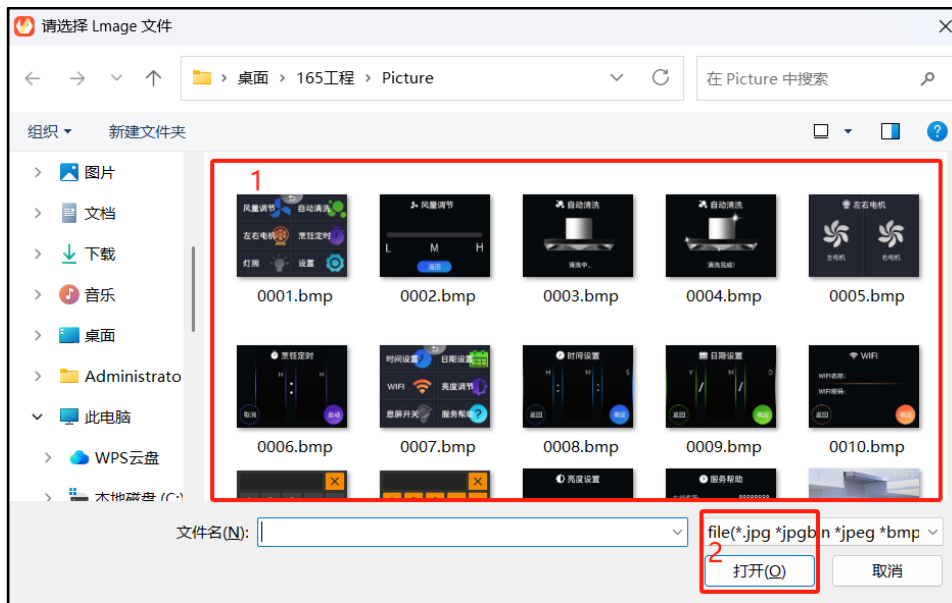 请选择 Lmage 文件
桌面 > 165工程 > Picture
在 Picture 中搜索
组织
新建文件夹
图片
文档
下载
音乐
桌面
Administrato
此电脑
WPS云盘
本地磁盘 (C:)
1
风量调节 自动清洗
左右电机 烹饪定时
灯照 设置
0001.bmp
风量调节
L M H
返回
0002.bmp
自动清洗
清洗中...
0003.bmp
自动清洗
清洗完成!
0004.bmp
左右电机
左电机 右电机
0005.bmp
烹饪定时
H : M
取消 启动
0006.bmp
时间设置 日期设置
WIFI 亮度调节
息屏开关 服务帮助
0007.bmp
时间设置
H : M : S
返回 确定
0008.bmp
日期设置
Y / M / D
返回 确定
0009.bmp
WIFI
WIFI名称:
WIFI密码:
返回 确定
0010.bmp
亮度设置
服务帮助
文件名(N):
file(*.jpg *jpgbin *jpeg *bmp
2
打开(O)
取消